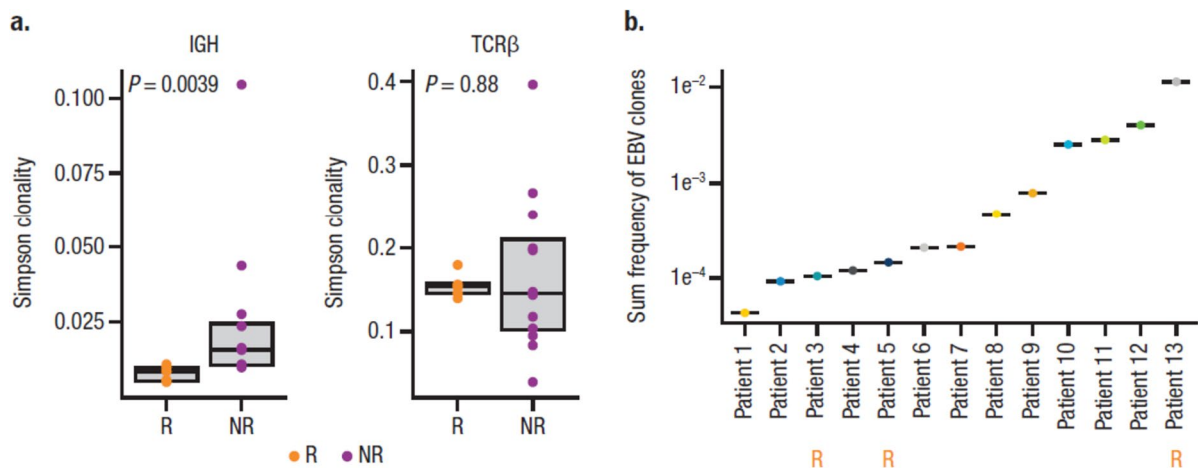 a.
IGH
P = 0.0039
Simpson clonality
0.100
0.075
0.050
0.025
R
NR
TCRβ
P = 0.88
Simpson clonality
0.4
0.3
0.2
0.1
R
NR
R NR
b.
Sum frequency of EBV clones
1e⁻²
1e⁻³
1e⁻⁴
Patient 1
Patient 2
Patient 3
Patient 4
Patient 5
Patient 6
Patient 7
Patient 8
Patient 9
Patient 10
Patient 11
Patient 12
Patient 13
R
R
R